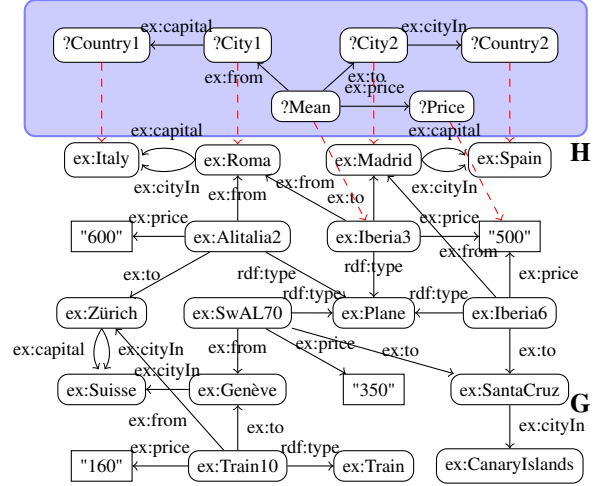 ex:capital ex:cityIn
?Country1 ?City1 ?City2 ?Country2
ex:from ex:to
ex:price
?Mean ?Price
ex:capital ex:capital
H
ex:Italy ex:Roma ex:Madrid ex:Spain
ex:cityIn ex:from ex:cityIn
ex:from ex:to
ex:price ex:price
"600" ex:Alitalia2 ex:Iberia3 "500"
ex:from
ex:to rdf:type rdf:type ex:price
rdf:type rdf:type
ex:Zürich ex:SwAL70 ex:Plane ex:Iberia6
ex:capital ex:cityIn ex:from ex:price ex:to ex:to
ex:cityIn
ex:Suisse ex:Genève "350" ex:SantaCruz
G
ex:from ex:to ex:cityIn
ex:price rdf:type
"160" ex:Train10 ex:Train ex:CanaryIslands